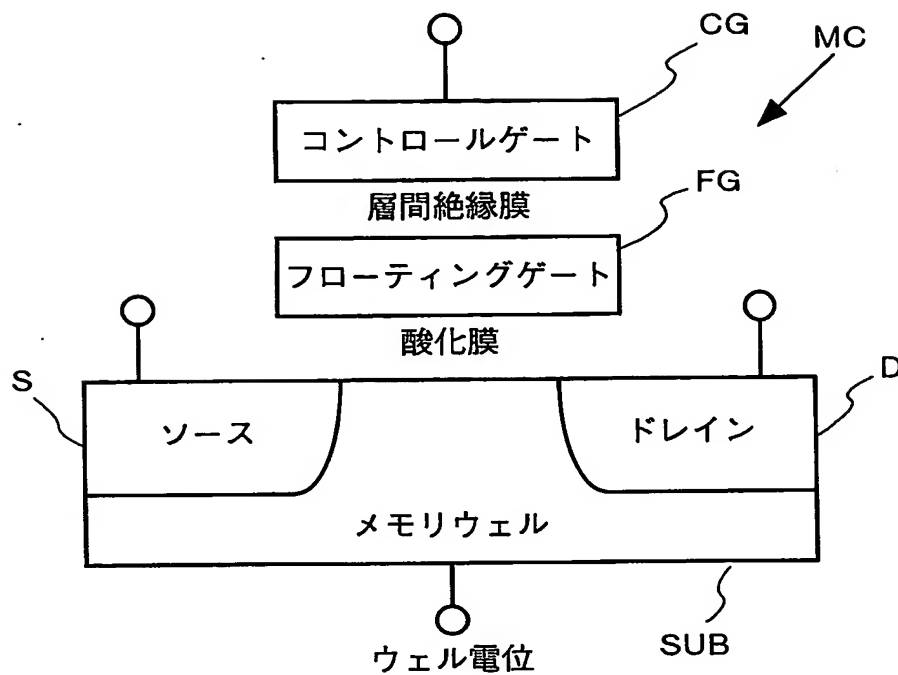 CG
MC
コントロールゲート
層間絶縁膜
FG
フローティングゲート
酸化膜
S
D
ソース
ドレイン
メモリウェル
SUB
ウェル電位